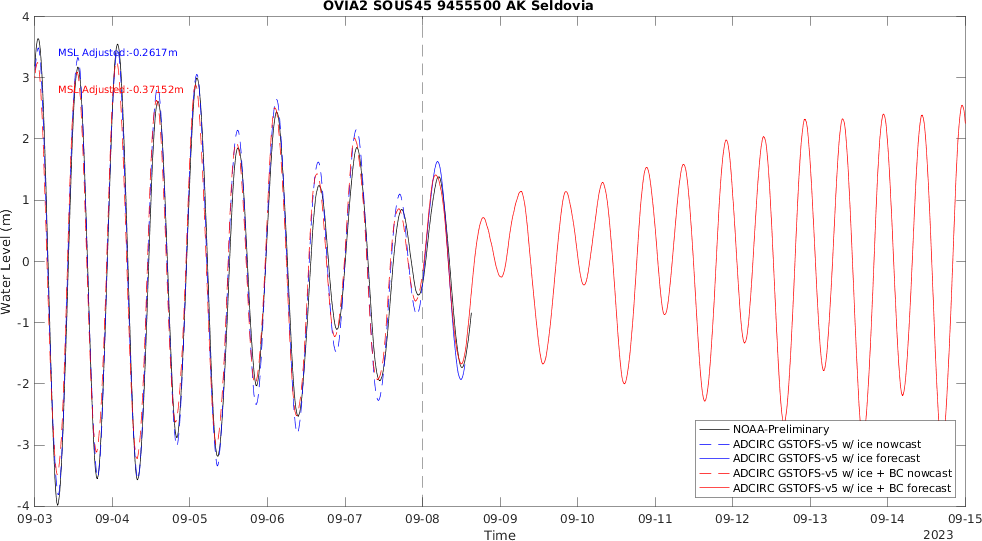 OVIA2 SOUS45 9455500 AK Seldovia
4
3
2
1
0
-1
-2
-3
-4
Water Level (m)
MSL Adjusted:-0.2617m
MSL Adjusted:-0.37152m
NOAA-Preliminary
ADCIRC GSTOFS-v5 w/ ice nowcast
ADCIRC GSTOFS-v5 w/ ice forecast
ADCIRC GSTOFS-v5 w/ ice + BC nowcast
ADCIRC GSTOFS-v5 w/ ice + BC forecast
09-03 09-04 09-05 09-06 09-07 09-08 09-09 09-10 09-11 09-12 09-13 09-14 09-15
Time
2023